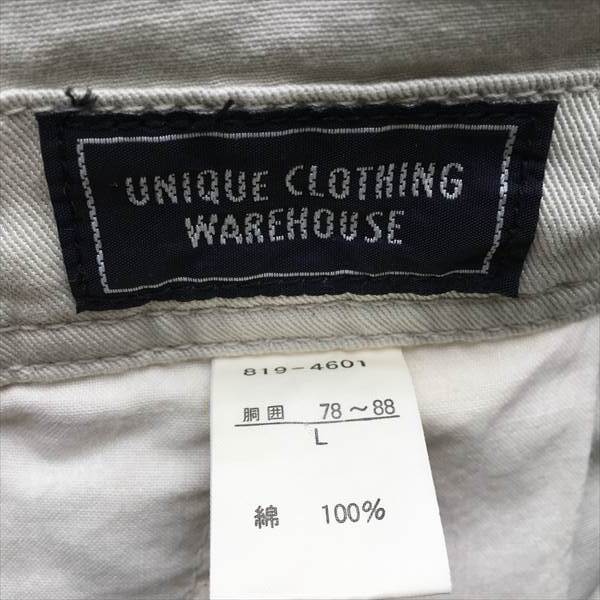 UNIQUE CLOTHING
WAREHOUSE
819-4601
胴囲 78～88
L
綿 100%